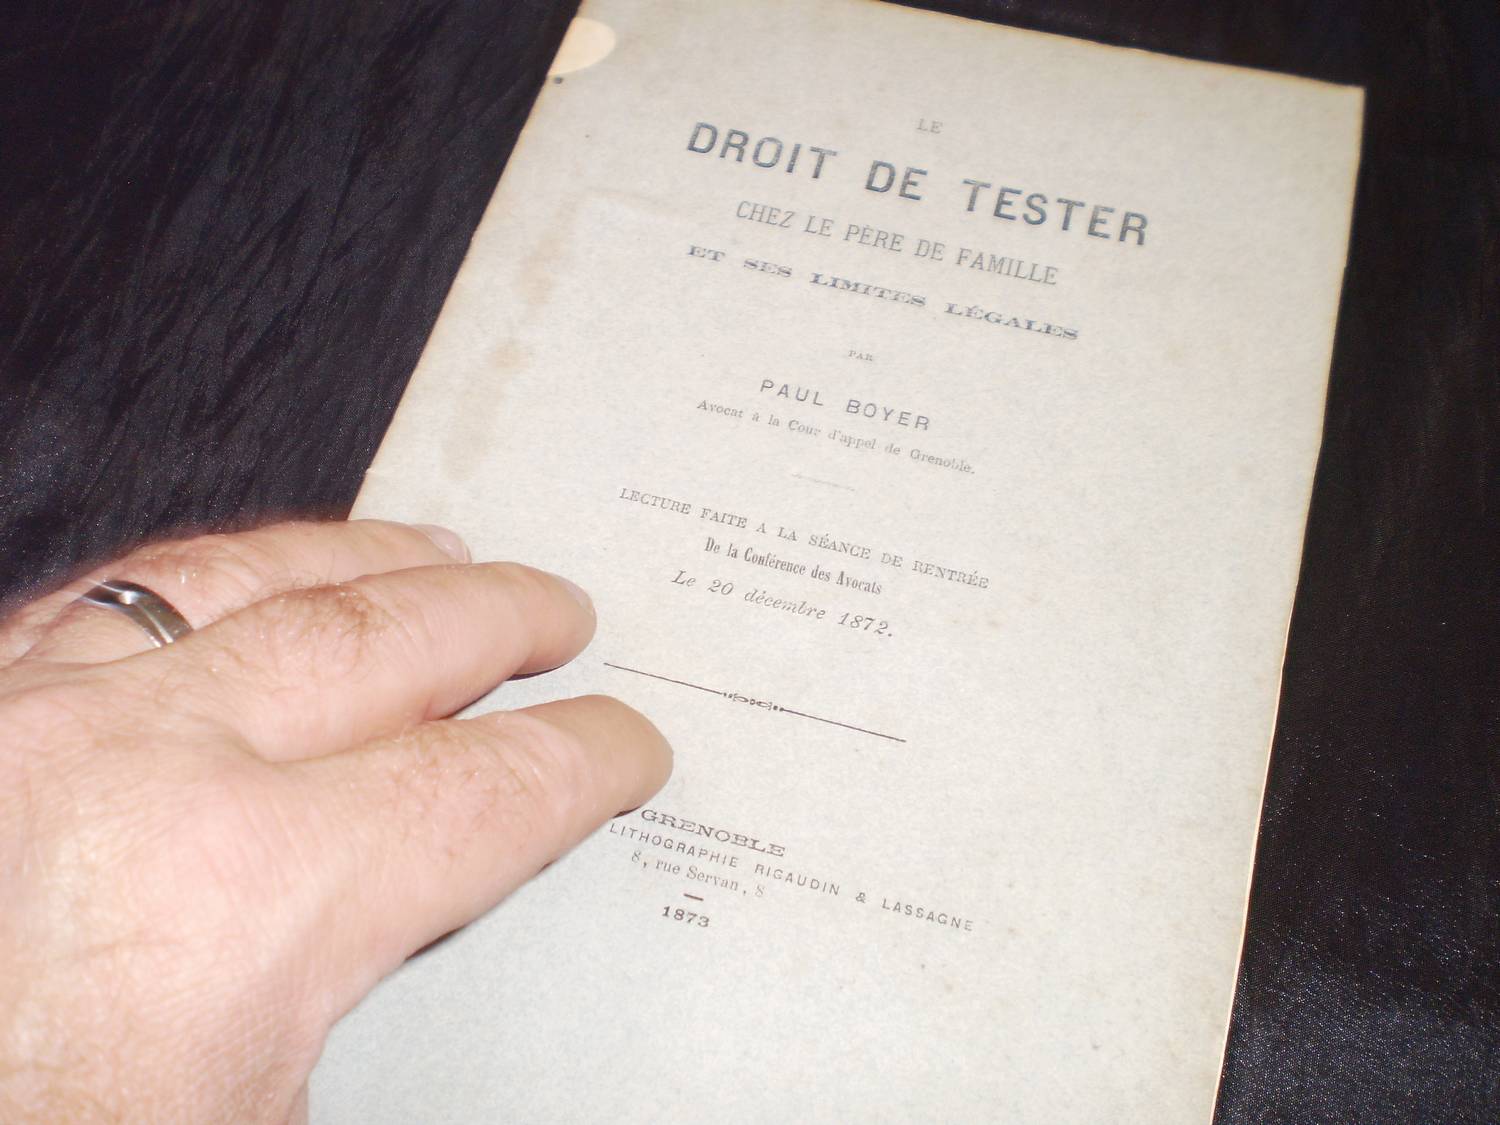 LE
DROIT DE TESTER
CHEZ LE PÈRE DE FAMILLE
ET SES LIMITES LÉGALES
PAR
PAUL BOYER
Avocat à la Cour d'appel de Grenoble.
LECTURE FAITE A LA SÉANCE DE RENTRÉE
De la Conférence des Avocats
Le 20 décembre 1872.
GRENOBLE
LITHOGRAPHIE RIGAUDIN & LASSAGNE
8, rue Servan, 8
1873